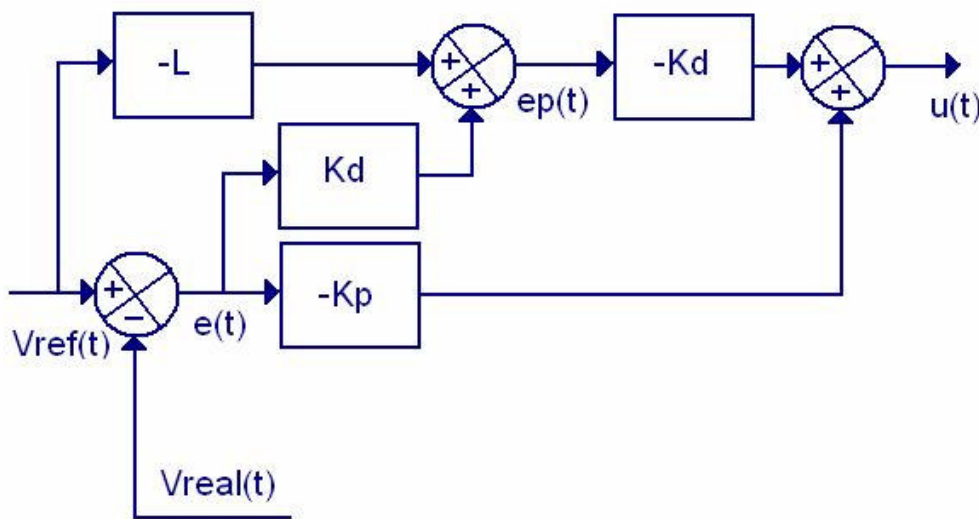 -L
+
+
ep(t)
-Kd
+
+
u(t)
Kd
+
−
Vref(t)
e(t)
-Kp
Vreal(t)